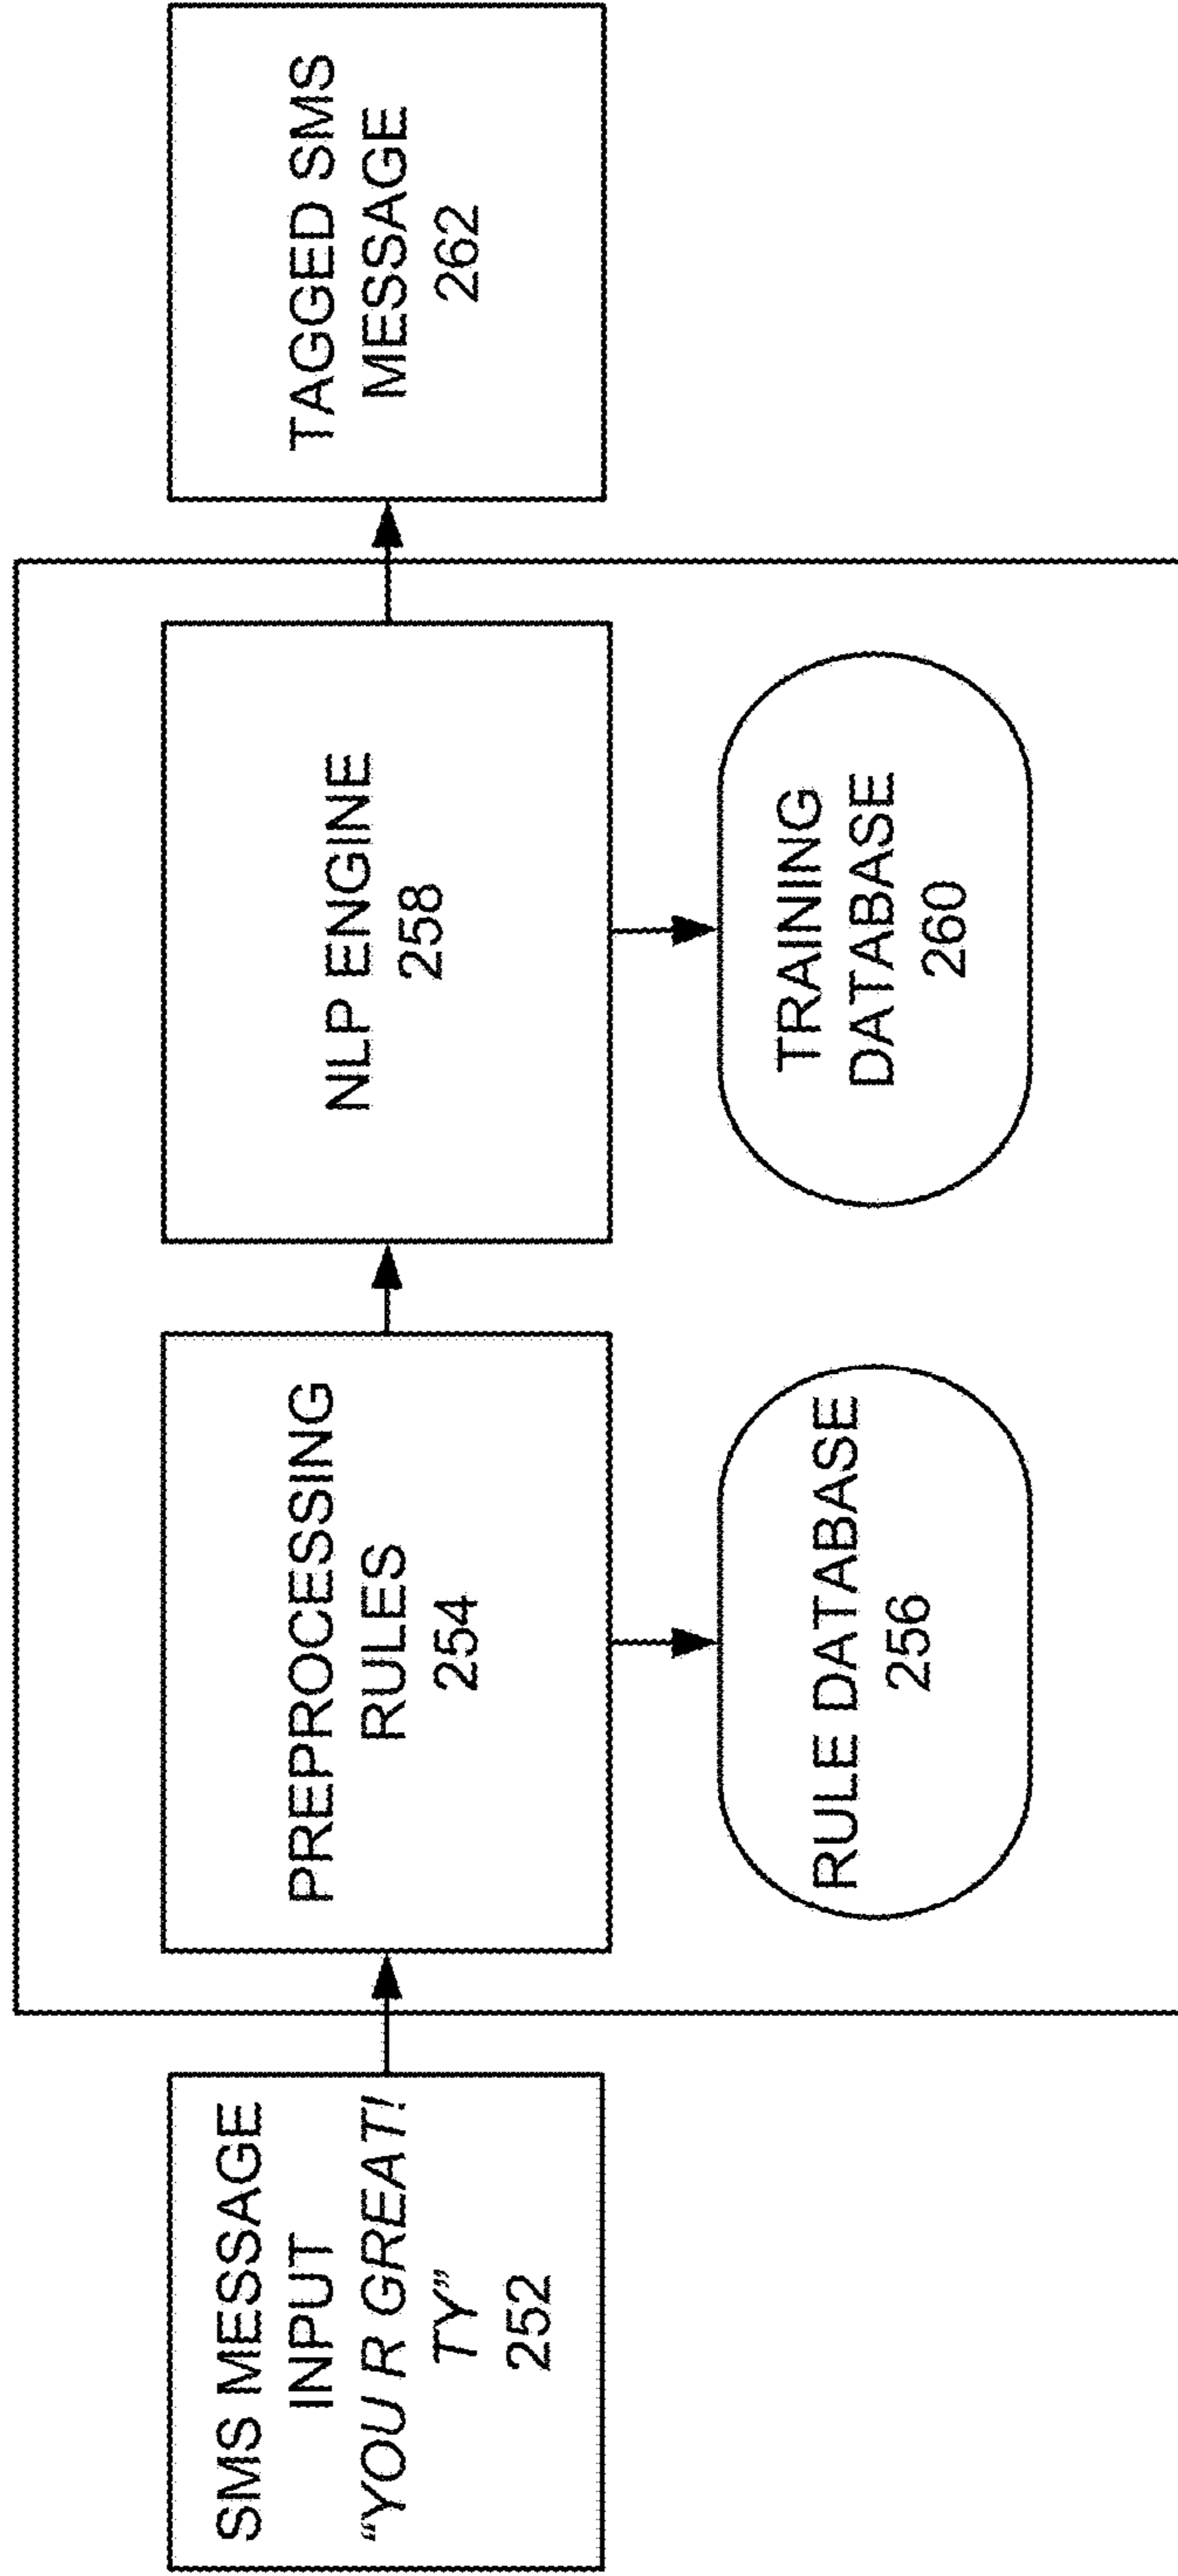 SMS MESSAGE
INPUT
“YOU R GREAT!
TY”
252
PREPROCESSING
RULES
254
RULE DATABASE
256
NLP ENGINE
258
TRAINING
DATABASE
260
TAGGED SMS
MESSAGE
262